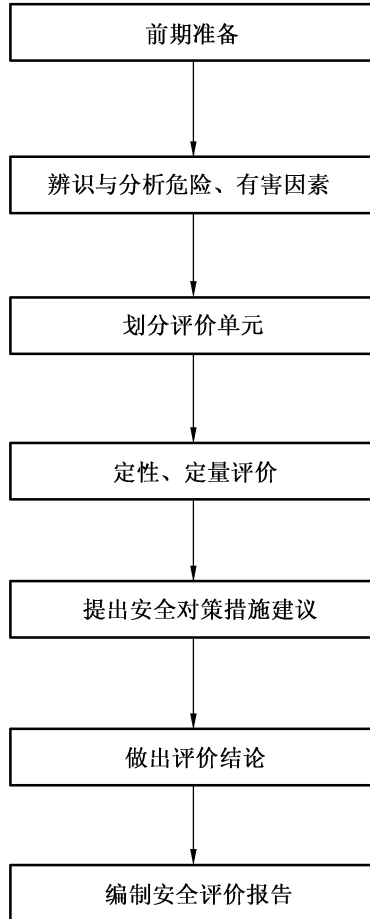 前期准备
辨识与分析危险、有害因素
划分评价单元
定性、定量评价
提出安全对策措施建议
做出评价结论
编制安全评价报告